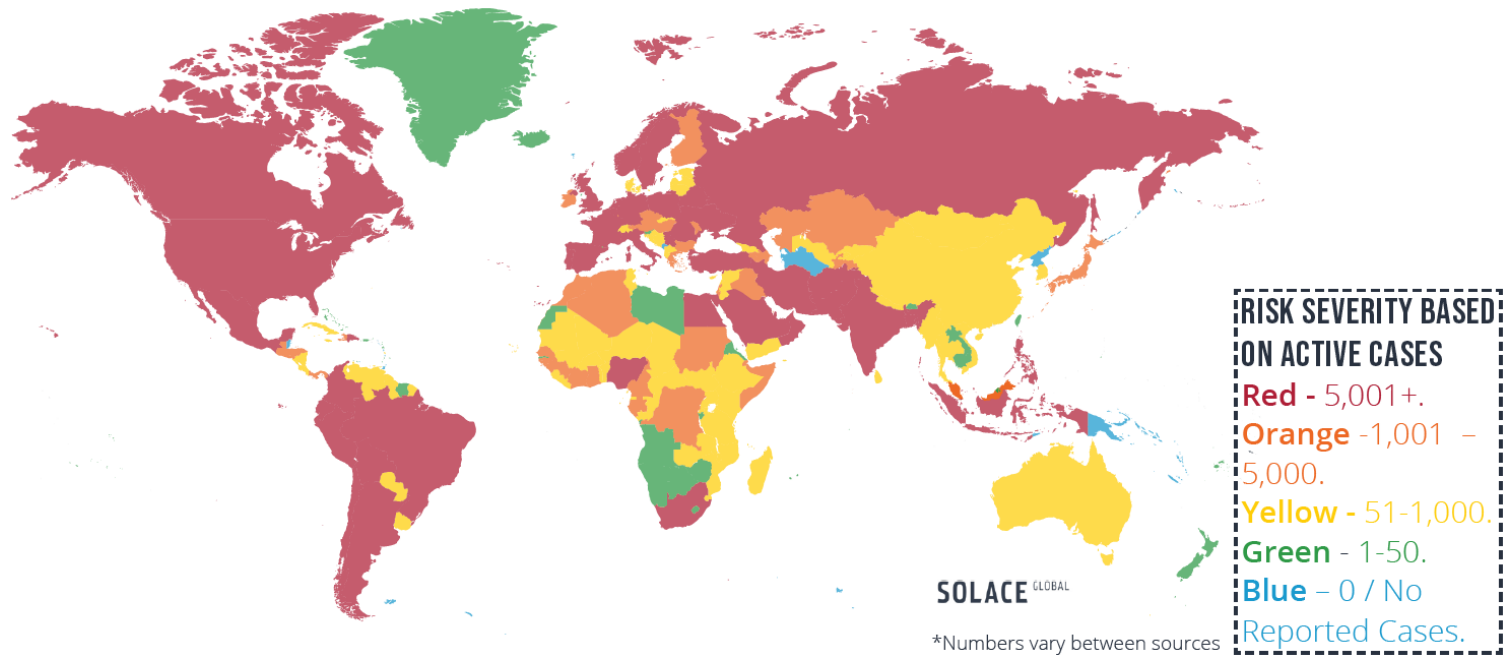 RISK SEVERITY BASED
ON ACTIVE CASES
Red - 5,001+.
Orange -1,001 –
5,000.
Yellow - 51-1,000.
Green - 1-50.
Blue – 0 / No
Reported Cases.
SOLACE GLOBAL
*Numbers vary between sources